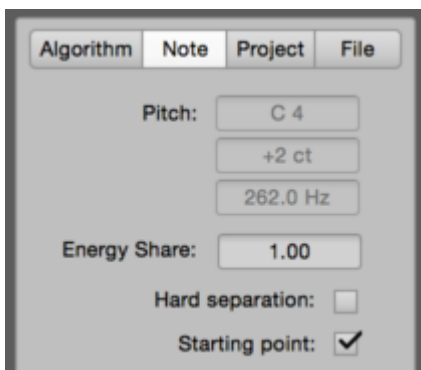 Algorithm Note Project File
Pitch: C 4
+2 ct
262.0 Hz
Energy Share: 1.00
Hard separation:
Starting point: